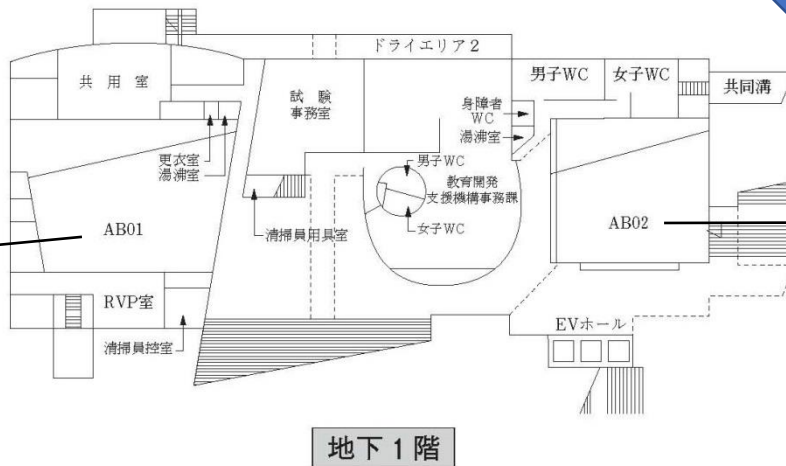 ドライエリア2
共用室
試験
事務室
男子WC
女子WC
共同溝
身障者
WC
湯沸室
更衣室
湯沸室
男子WC
教育開発
支援機構事務課
女子WC
清掃員用具室
AB01
AB02
RVP室
清掃員控室
EVホール
地下1階